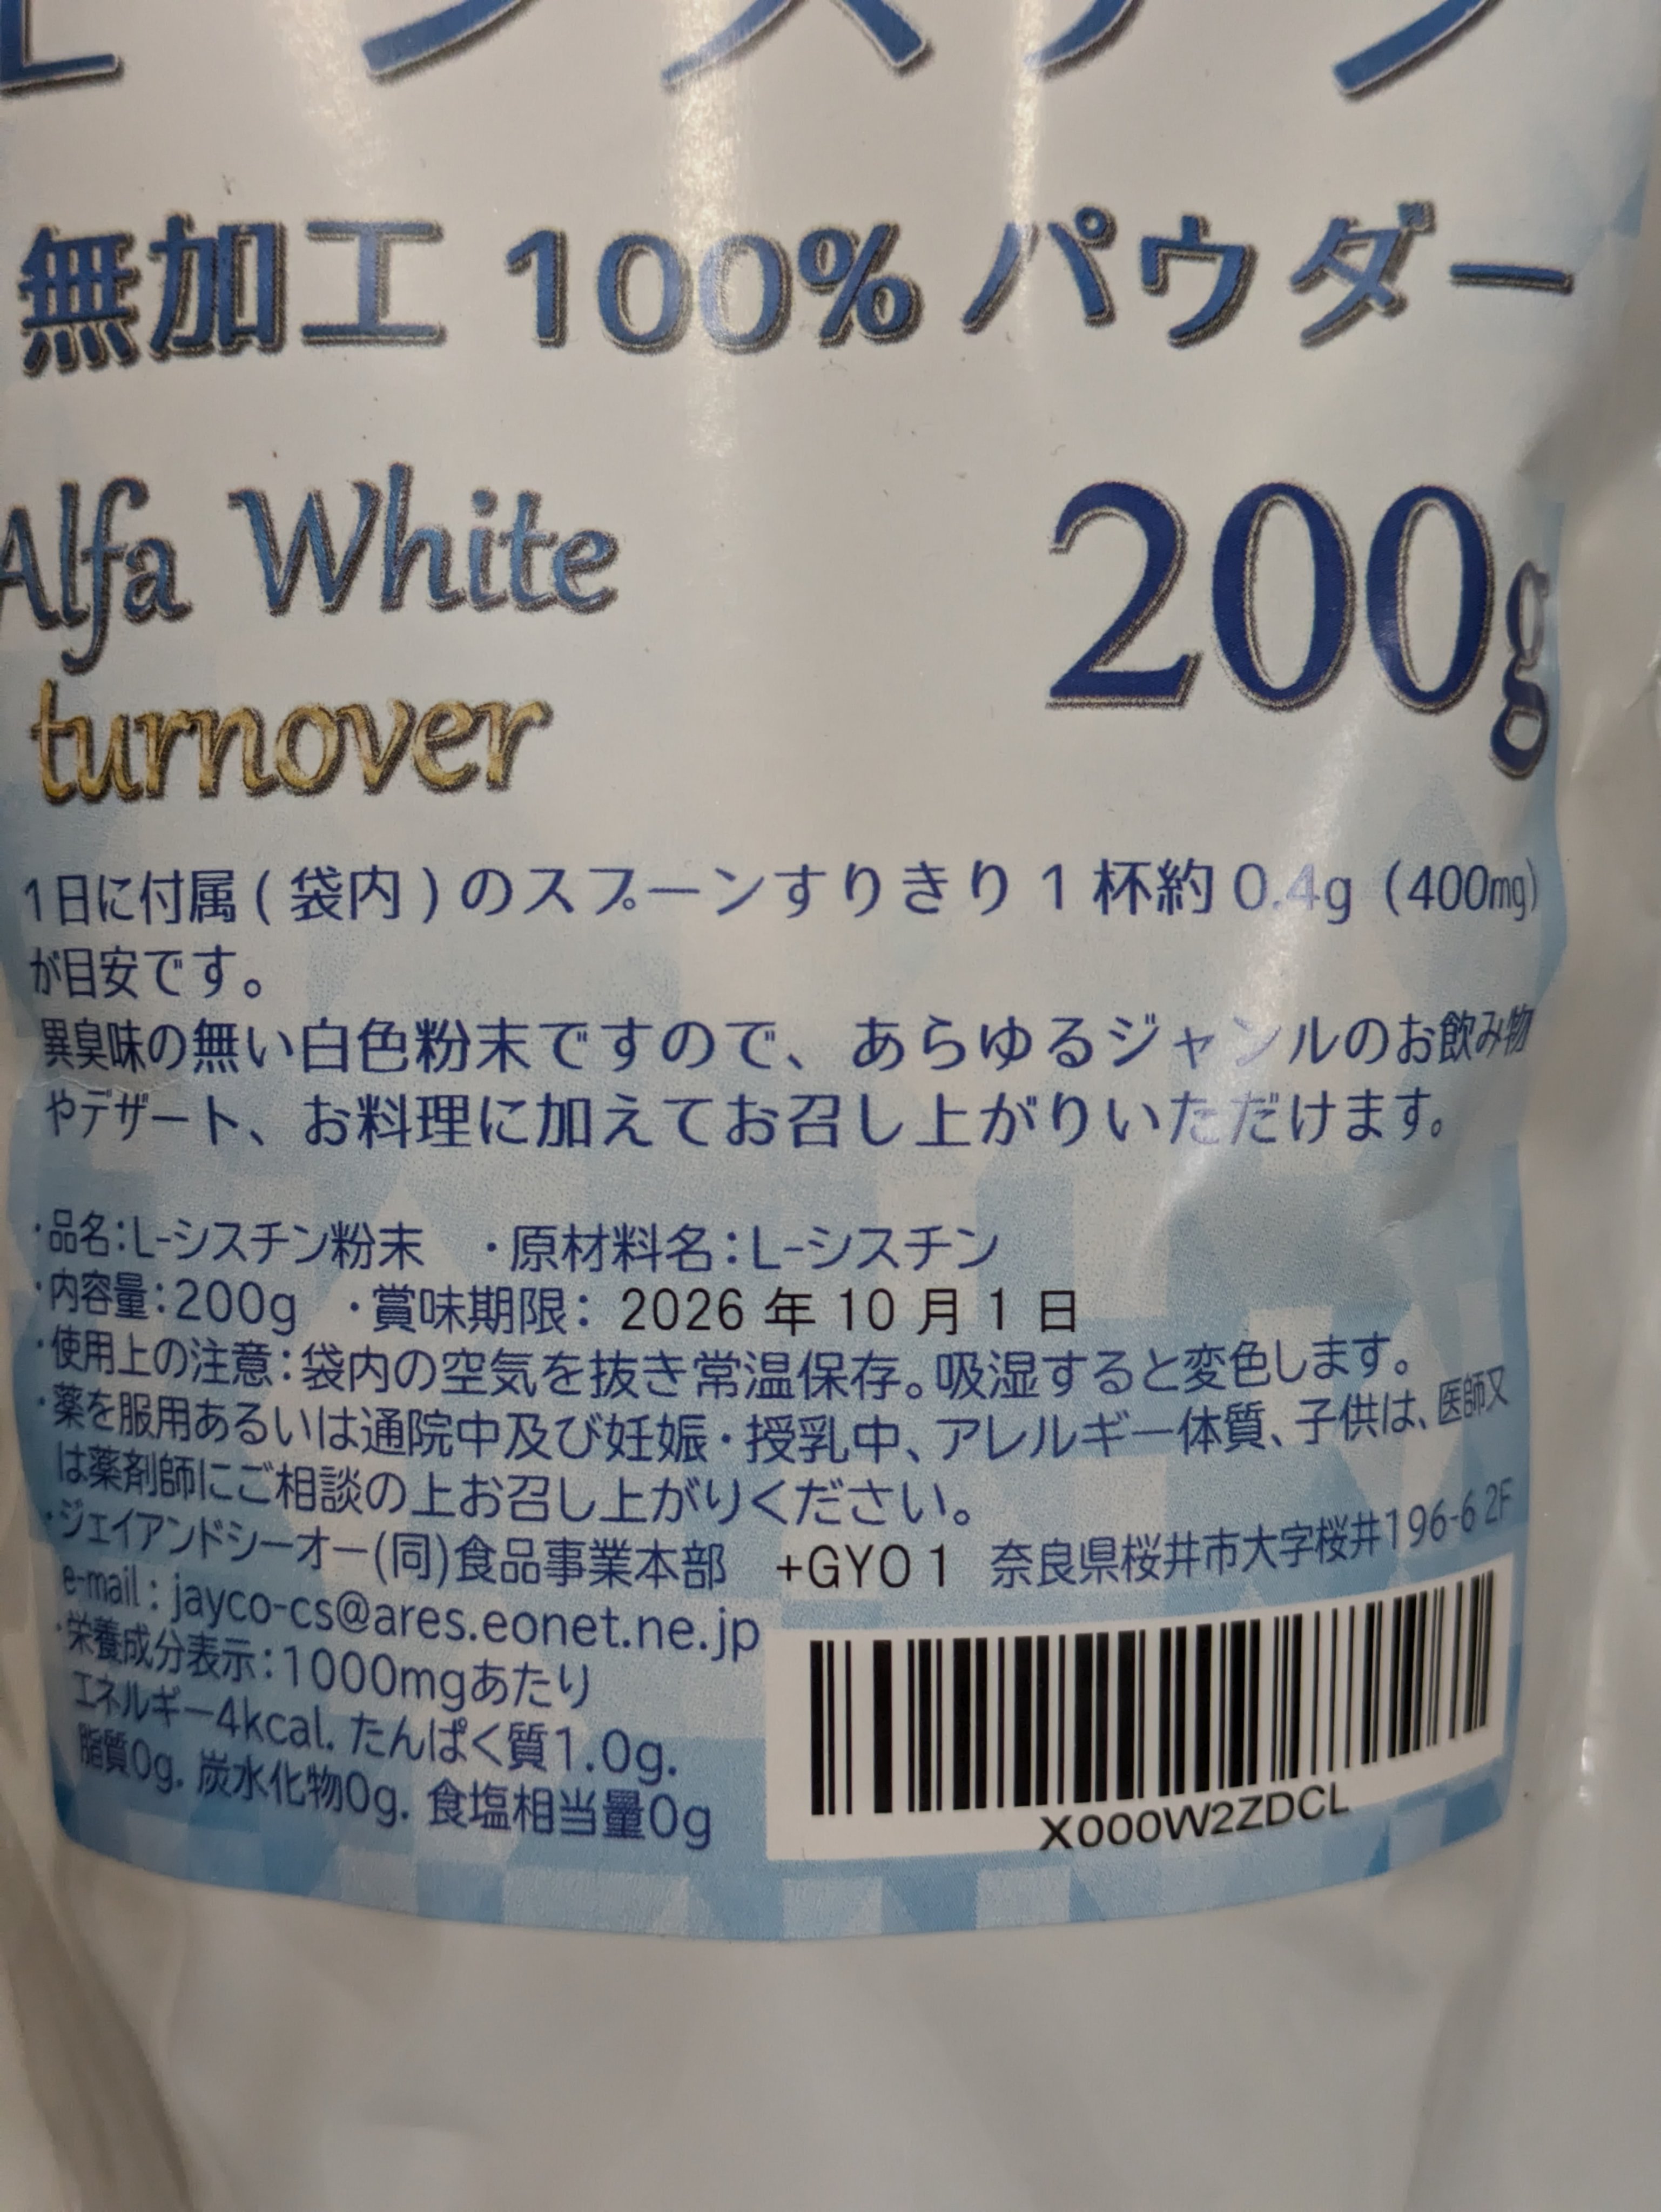 L-シスチン
無加工 100% パウダー
Alfa White
200g
turnover
1日に付属(袋内)のスプーンすりきり1杯約0.4g(400mg)
が目安です。
異臭味の無い白色粉末ですので、あらゆるジャンルのお飲み物
やデザート、お料理に加えてお召し上がりいただけます。
・品名:L-シスチン粉末 ・原材料名:L-シスチン
・内容量:200g ・賞味期限: 2026 年 10 月 1 日
・使用上の注意:袋内の空気を抜き常温保存。吸湿すると変色します。
・薬を服用あるいは通院中及び妊娠・授乳中、アレルギー体質、子供は、医師又
は薬剤師にご相談の上お召し上がりください。
・ジェイアンドシーオー(同)食品事業本部 +GYO1 奈良県桜井市大字桜井196-6 2F
e-mail : jayco-cs@ares.eonet.ne.jp
・栄養成分表示:1000mgあたり
エネルギー4kcal. たんぱく質1.0g.
脂質0g. 炭水化物0g. 食塩相当量0g
X000W2ZDCL